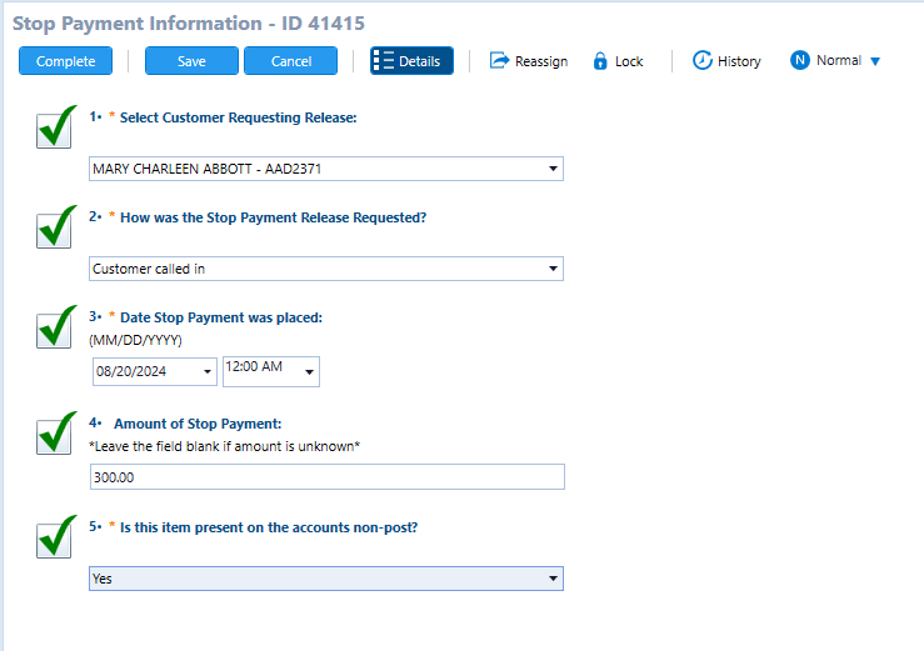 Stop Payment Information - ID 41415
Complete Save Cancel Details Reassign Lock History N Normal
1• * Select Customer Requesting Release:
MARY CHARLEEN ABBOTT - AAD2371
2• * How was the Stop Payment Release Requested?
Customer called in
3• * Date Stop Payment was placed:
(MM/DD/YYYY)
08/20/2024 12:00 AM
4• Amount of Stop Payment:
*Leave the field blank if amount is unknown*
300.00
5• * Is this item present on the accounts non-post?
Yes